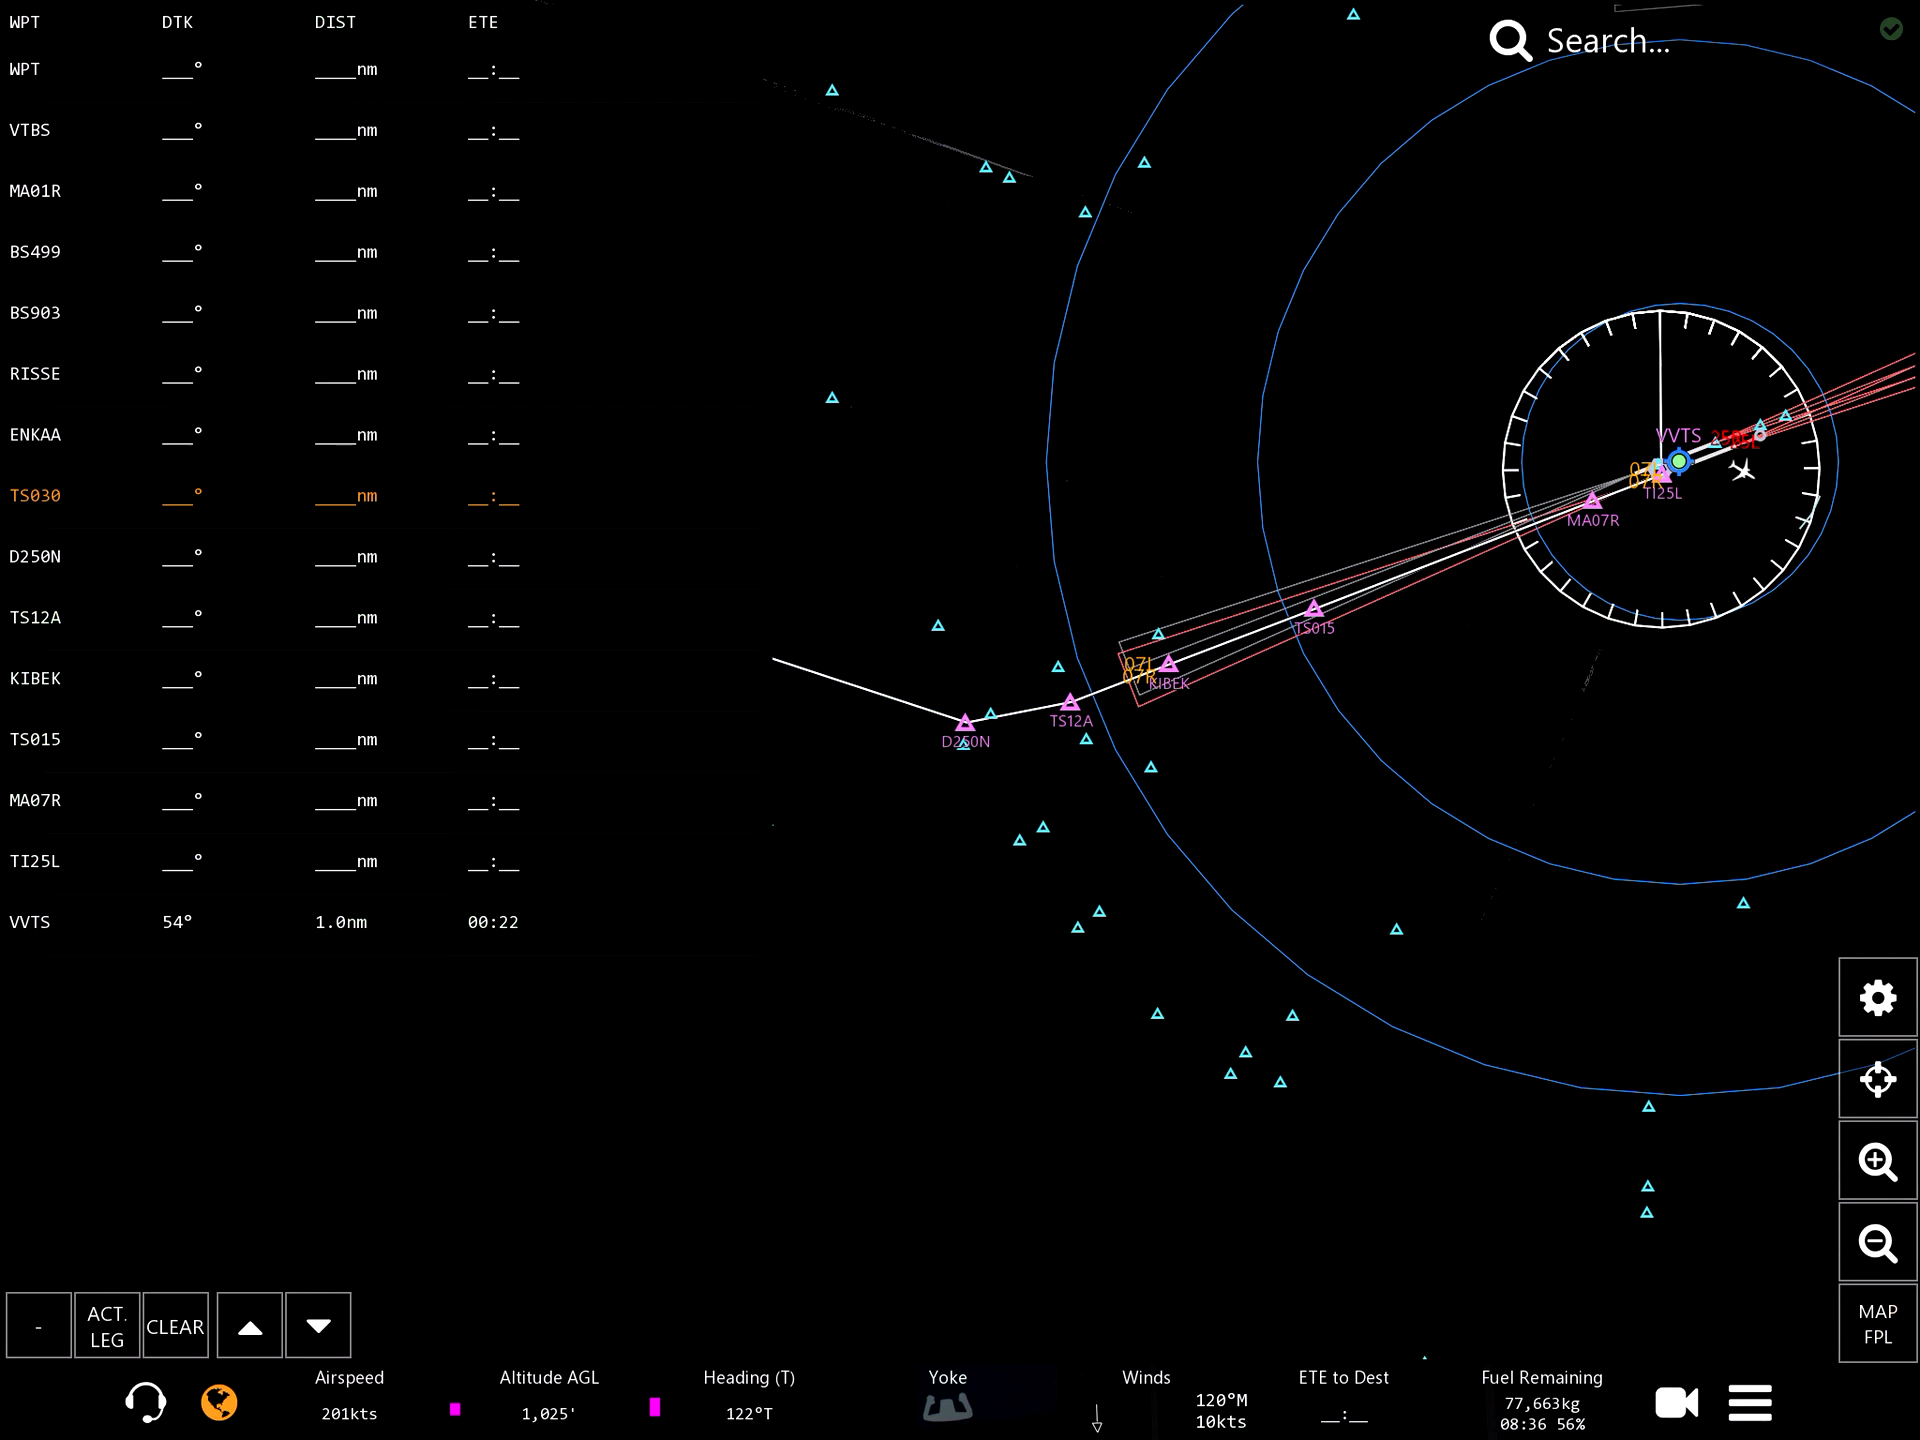 WPT DTK DIST ETE
WPT ___° ____nm __:__
VTBS ___° ____nm __:__
MA01R ___° ____nm __:__
BS499 ___° ____nm __:__
BS903 ___° ____nm __:__
RISSE ___° ____nm __:__
ENKAA ___° ____nm __:__
TS030 ___° ____nm __:__
D250N ___° ____nm __:__
TS12A ___° ____nm __:__
KIBEK ___° ____nm __:__
TS015 ___° ____nm __:__
MA07R ___° ____nm __:__
TI25L ___° ____nm __:__
VVTS 54° 1.0nm 00:22
Search...
VVTS
07L
07R
TI25L
MA07R
TS015
07L
07R
KIBEK
TS12A
D250N
-
ACT.
LEG
CLEAR
MAP
FPL
Airspeed
201kts
Altitude AGL
1,025'
Heading (T)
122°T
Yoke
Winds
120°M
10kts
ETE to Dest
__:__
Fuel Remaining
77,663kg
08:36 56%